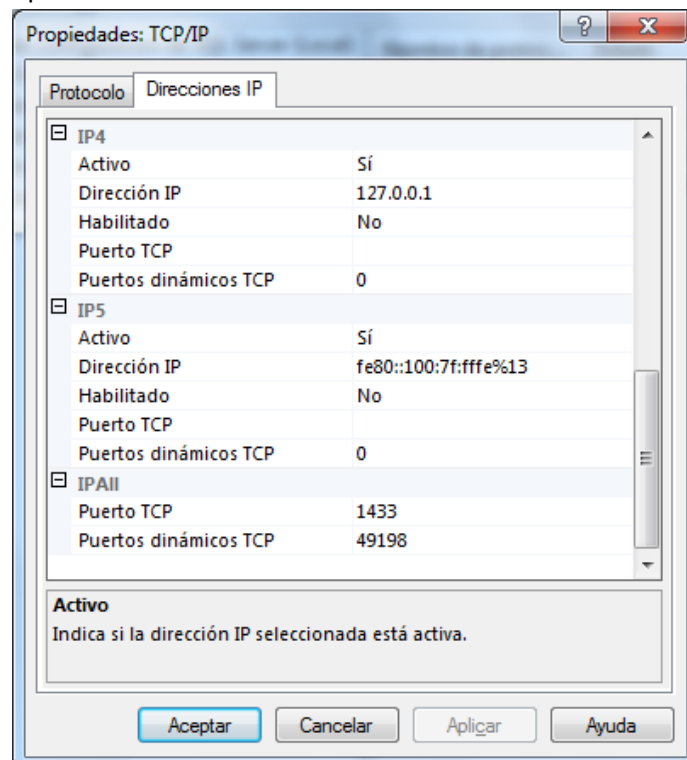 Propiedades: TCP/IP
Protocolo Direcciones IP
IP4
Activo Sí
Dirección IP 127.0.0.1
Habilitado No
Puerto TCP
Puertos dinámicos TCP 0
IP5
Activo Sí
Dirección IP fe80::100:7f:fffe%13
Habilitado No
Puerto TCP
Puertos dinámicos TCP 0
IPAll
Puerto TCP 1433
Puertos dinámicos TCP 49198
Activo
Indica si la dirección IP seleccionada está activa.
Aceptar Cancelar Aplicar Ayuda